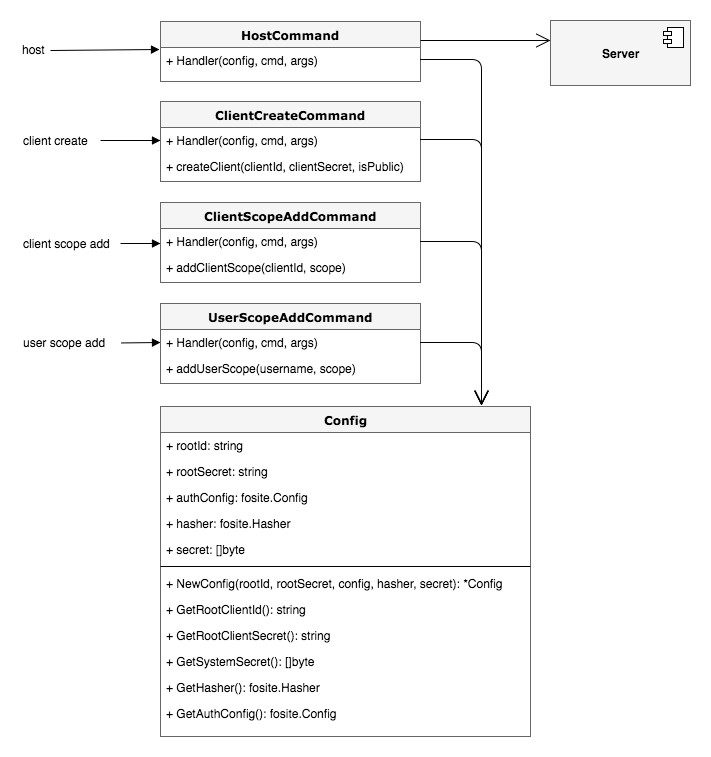 HostCommand
host
+ Handler(config, cmd, args)
Server
ClientCreateCommand
client create
+ Handler(config, cmd, args)
+ createClient(clientId, clientSecret, isPublic)
ClientScopeAddCommand
client scope add
+ Handler(config, cmd, args)
+ addClientScope(clientId, scope)
UserScopeAddCommand
user scope add
+ Handler(config, cmd, args)
+ addUserScope(username, scope)
Config
+ rootId: string
+ rootSecret: string
+ authConfig: fosite.Config
+ hasher: fosite.Hasher
+ secret: []byte
+ NewConfig(rootId, rootSecret, config, hasher, secret): *Config
+ GetRootClientId(): string
+ GetRootClientSecret(): string
+ GetSystemSecret(): []byte
+ GetHasher(): fosite.Hasher
+ GetAuthConfig(): fosite.Config